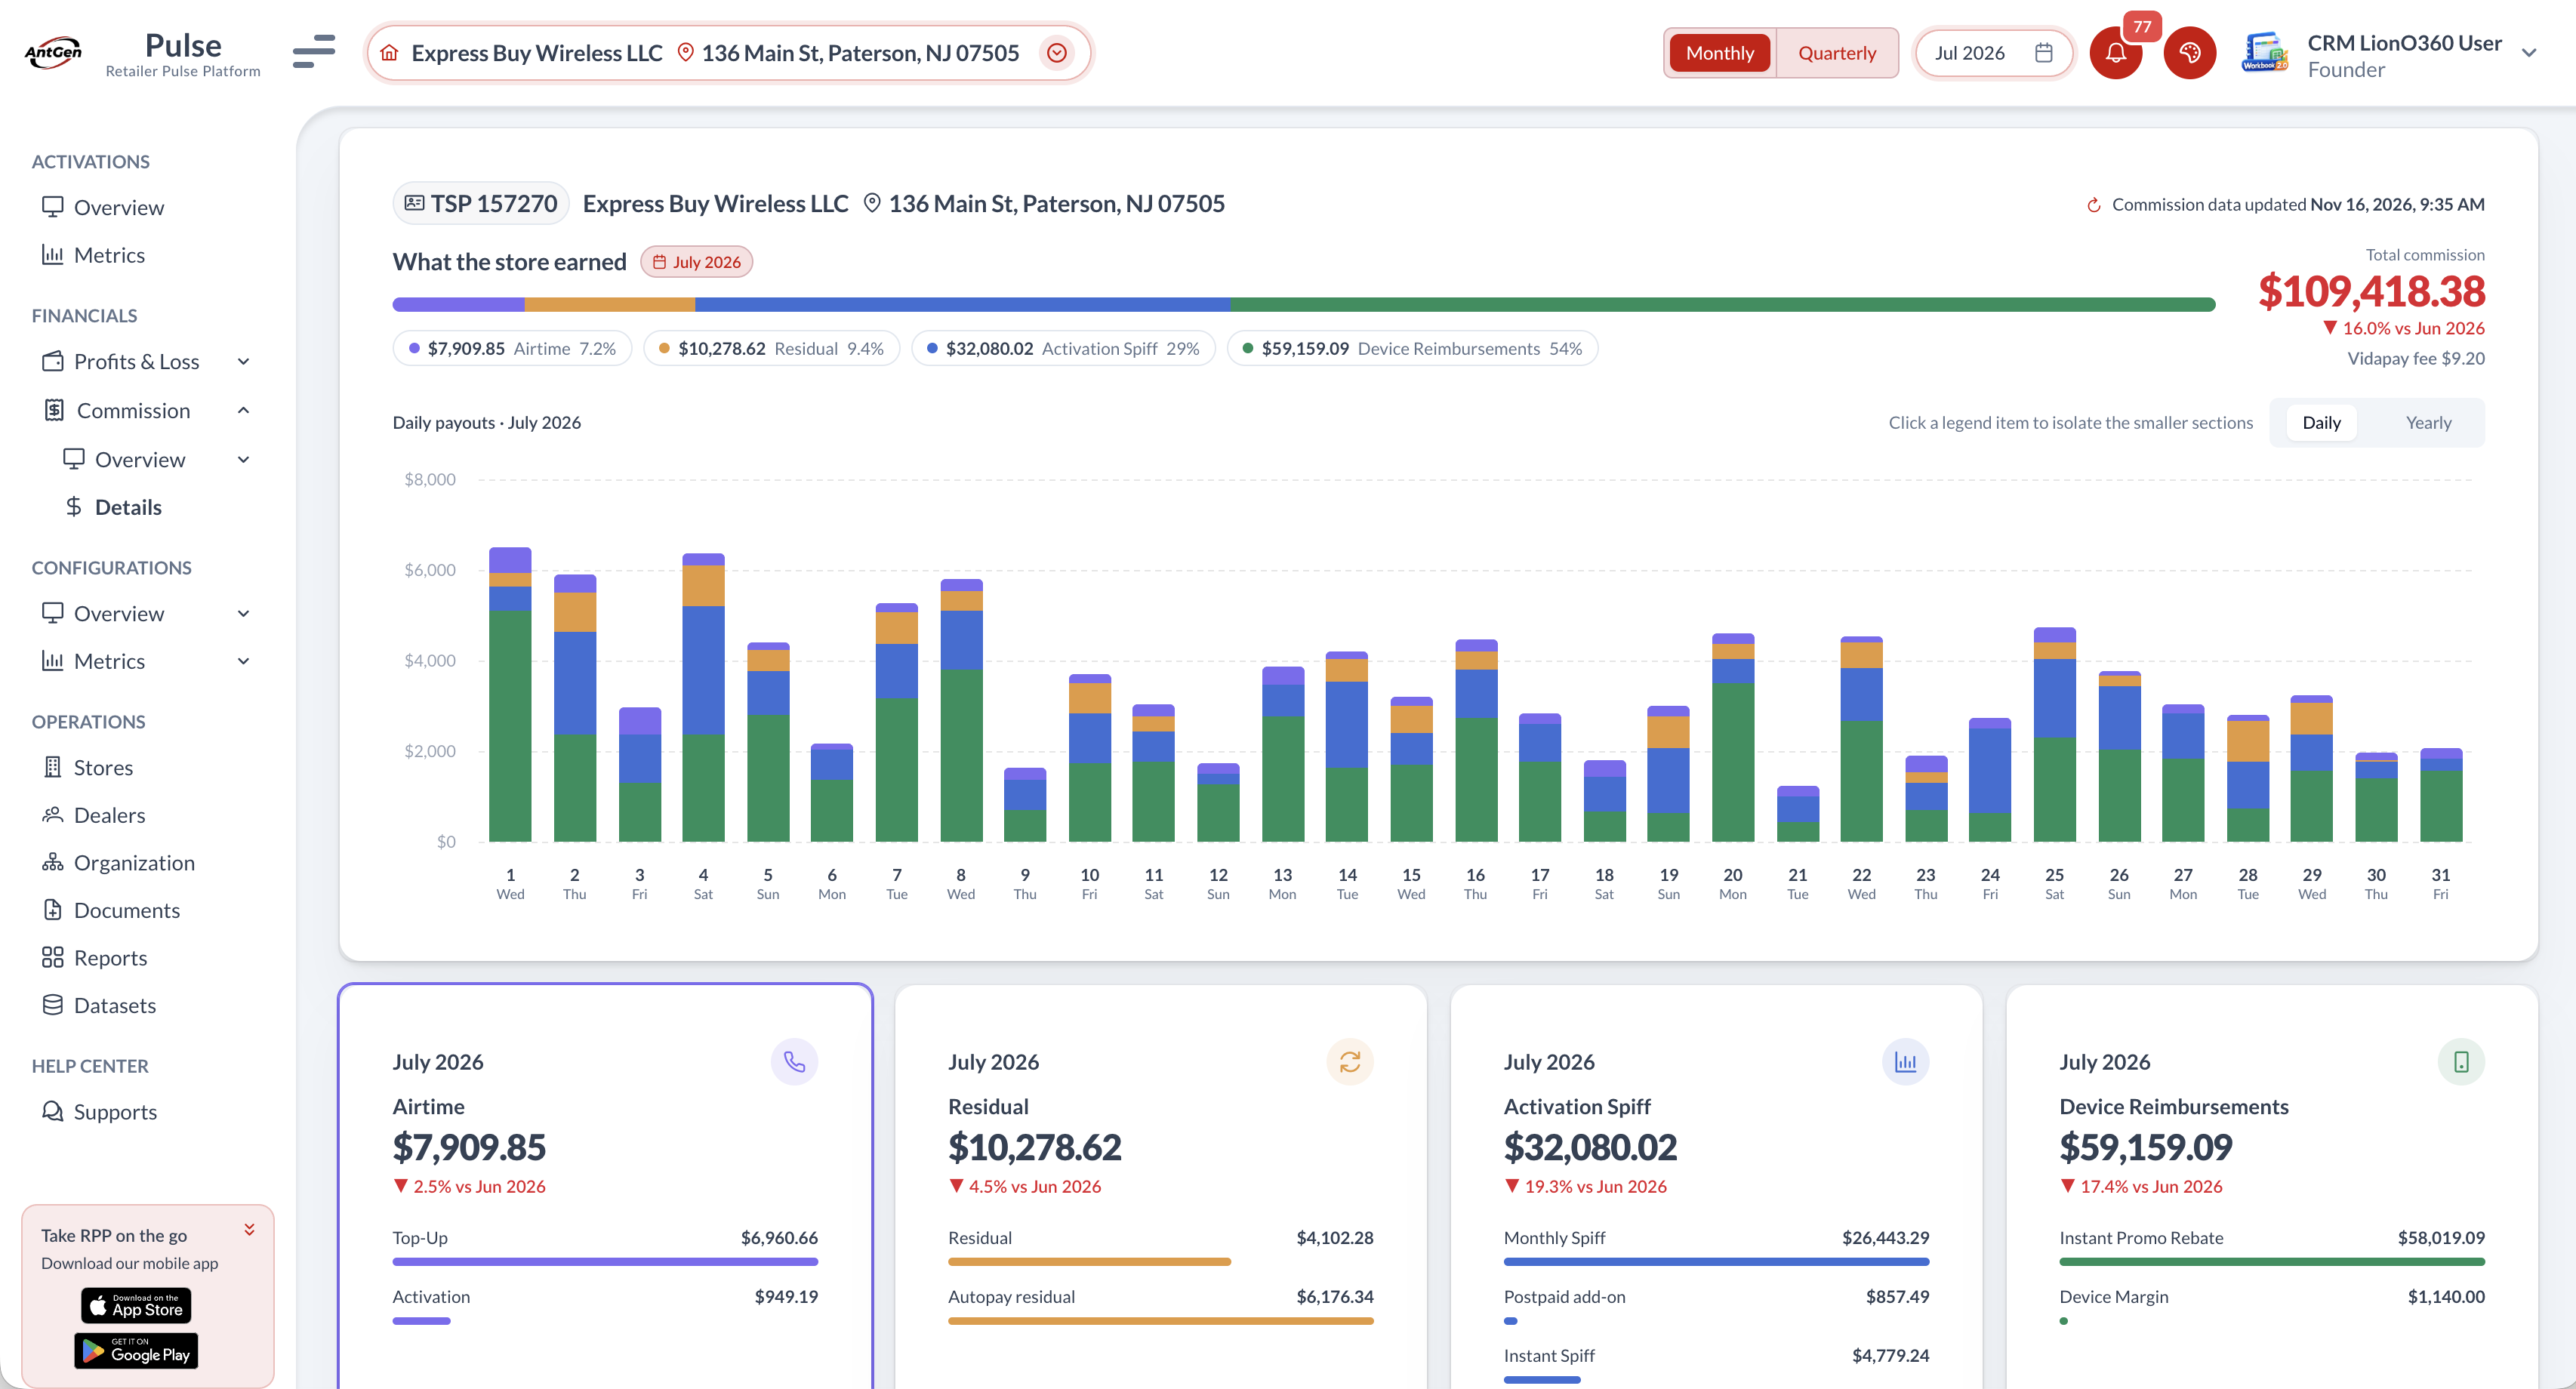 AntGen
Pulse
Retailer Pulse Platform
Express Buy Wireless LLC 136 Main St, Paterson, NJ 07505
Monthly Quarterly
Jul 2026
77
Workbook 2.0
CRM LionO360 User
Founder
ACTIVATIONS
Overview
Metrics
FINANCIALS
Profits & Loss
Commission
Overview
Details
CONFIGURATIONS
Overview
Metrics
OPERATIONS
Stores
Dealers
Organization
Documents
Reports
Datasets
HELP CENTER
Supports
Take RPP on the go
Download our mobile app
Download on the
App Store
GET IT ON
Google Play
TSP 157270 Express Buy Wireless LLC 136 Main St, Paterson, NJ 07505
Commission data updated Nov 16, 2026, 9:35 AM
What the store earned July 2026
Total commission
$109,418.38
▼ 16.0% vs Jun 2026
Vidapay fee $9.20
$7,909.85 Airtime 7.2% $10,278.62 Residual 9.4% $32,080.02 Activation Spiff 29% $59,159.09 Device Reimbursements 54%
Daily payouts · July 2026
Click a legend item to isolate the smaller sections Daily Yearly
$8,000
$6,000
$4,000
$2,000
$0
1 2 3 4 5 6 7 8 9 10 11 12 13 14 15 16 17 18 19 20 21 22 23 24 25 26 27 28 29 30 31
Wed Thu Fri Sat Sun Mon Tue Wed Thu Fri Sat Sun Mon Tue Wed Thu Fri Sat Sun Mon Tue Wed Thu Fri Sat Sun Mon Tue Wed Thu Fri
July 2026
Airtime
$7,909.85
▼ 2.5% vs Jun 2026
Top-Up $6,960.66
Activation $949.19
July 2026
Residual
$10,278.62
▼ 4.5% vs Jun 2026
Residual $4,102.28
Autopay residual $6,176.34
July 2026
Activation Spiff
$32,080.02
▼ 19.3% vs Jun 2026
Monthly Spiff $26,443.29
Postpaid add-on $857.49
Instant Spiff $4,779.24
July 2026
Device Reimbursements
$59,159.09
▼ 17.4% vs Jun 2026
Instant Promo Rebate $58,019.09
Device Margin $1,140.00